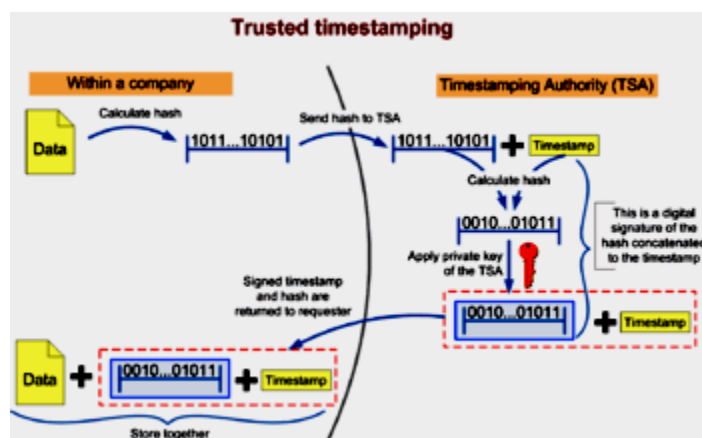 Trusted timestamping
Within a company
Timestamping Authority (TSA)
Calculate hash
Send hash to TSA
Data
1011...10101
1011...10101
Timestamp
Calculate hash
0010...01011
This is a digital
signature of the
hash concatenated
to the timestamp
Apply private key
of the TSA
Signed timestamp
and hash are
returned to requester
0010...01011
Timestamp
Data
0010...01011
Timestamp
Store together